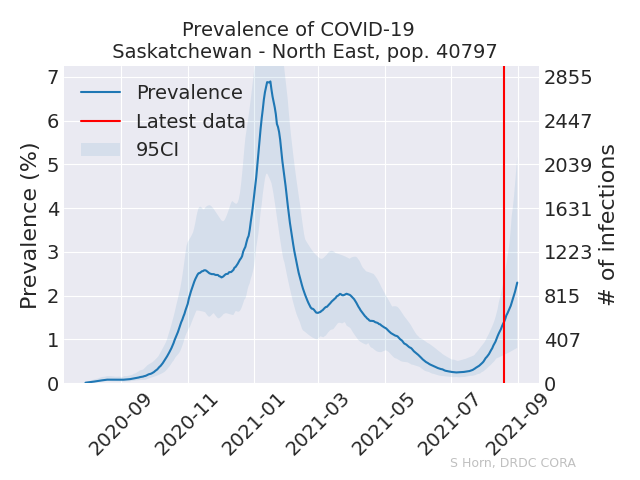 Prevalence of COVID-19
Saskatchewan - North East, pop. 40797
Prevalence (%)
7
6
5
4
3
2
1
0
Prevalence
Latest data
95CI
2855
2447
2039
1631
1223
815
407
0
# of infections
2020-09
2020-11
2021-01
2021-03
2021-05
2021-07
2021-09
S Horn, DRDC CORA